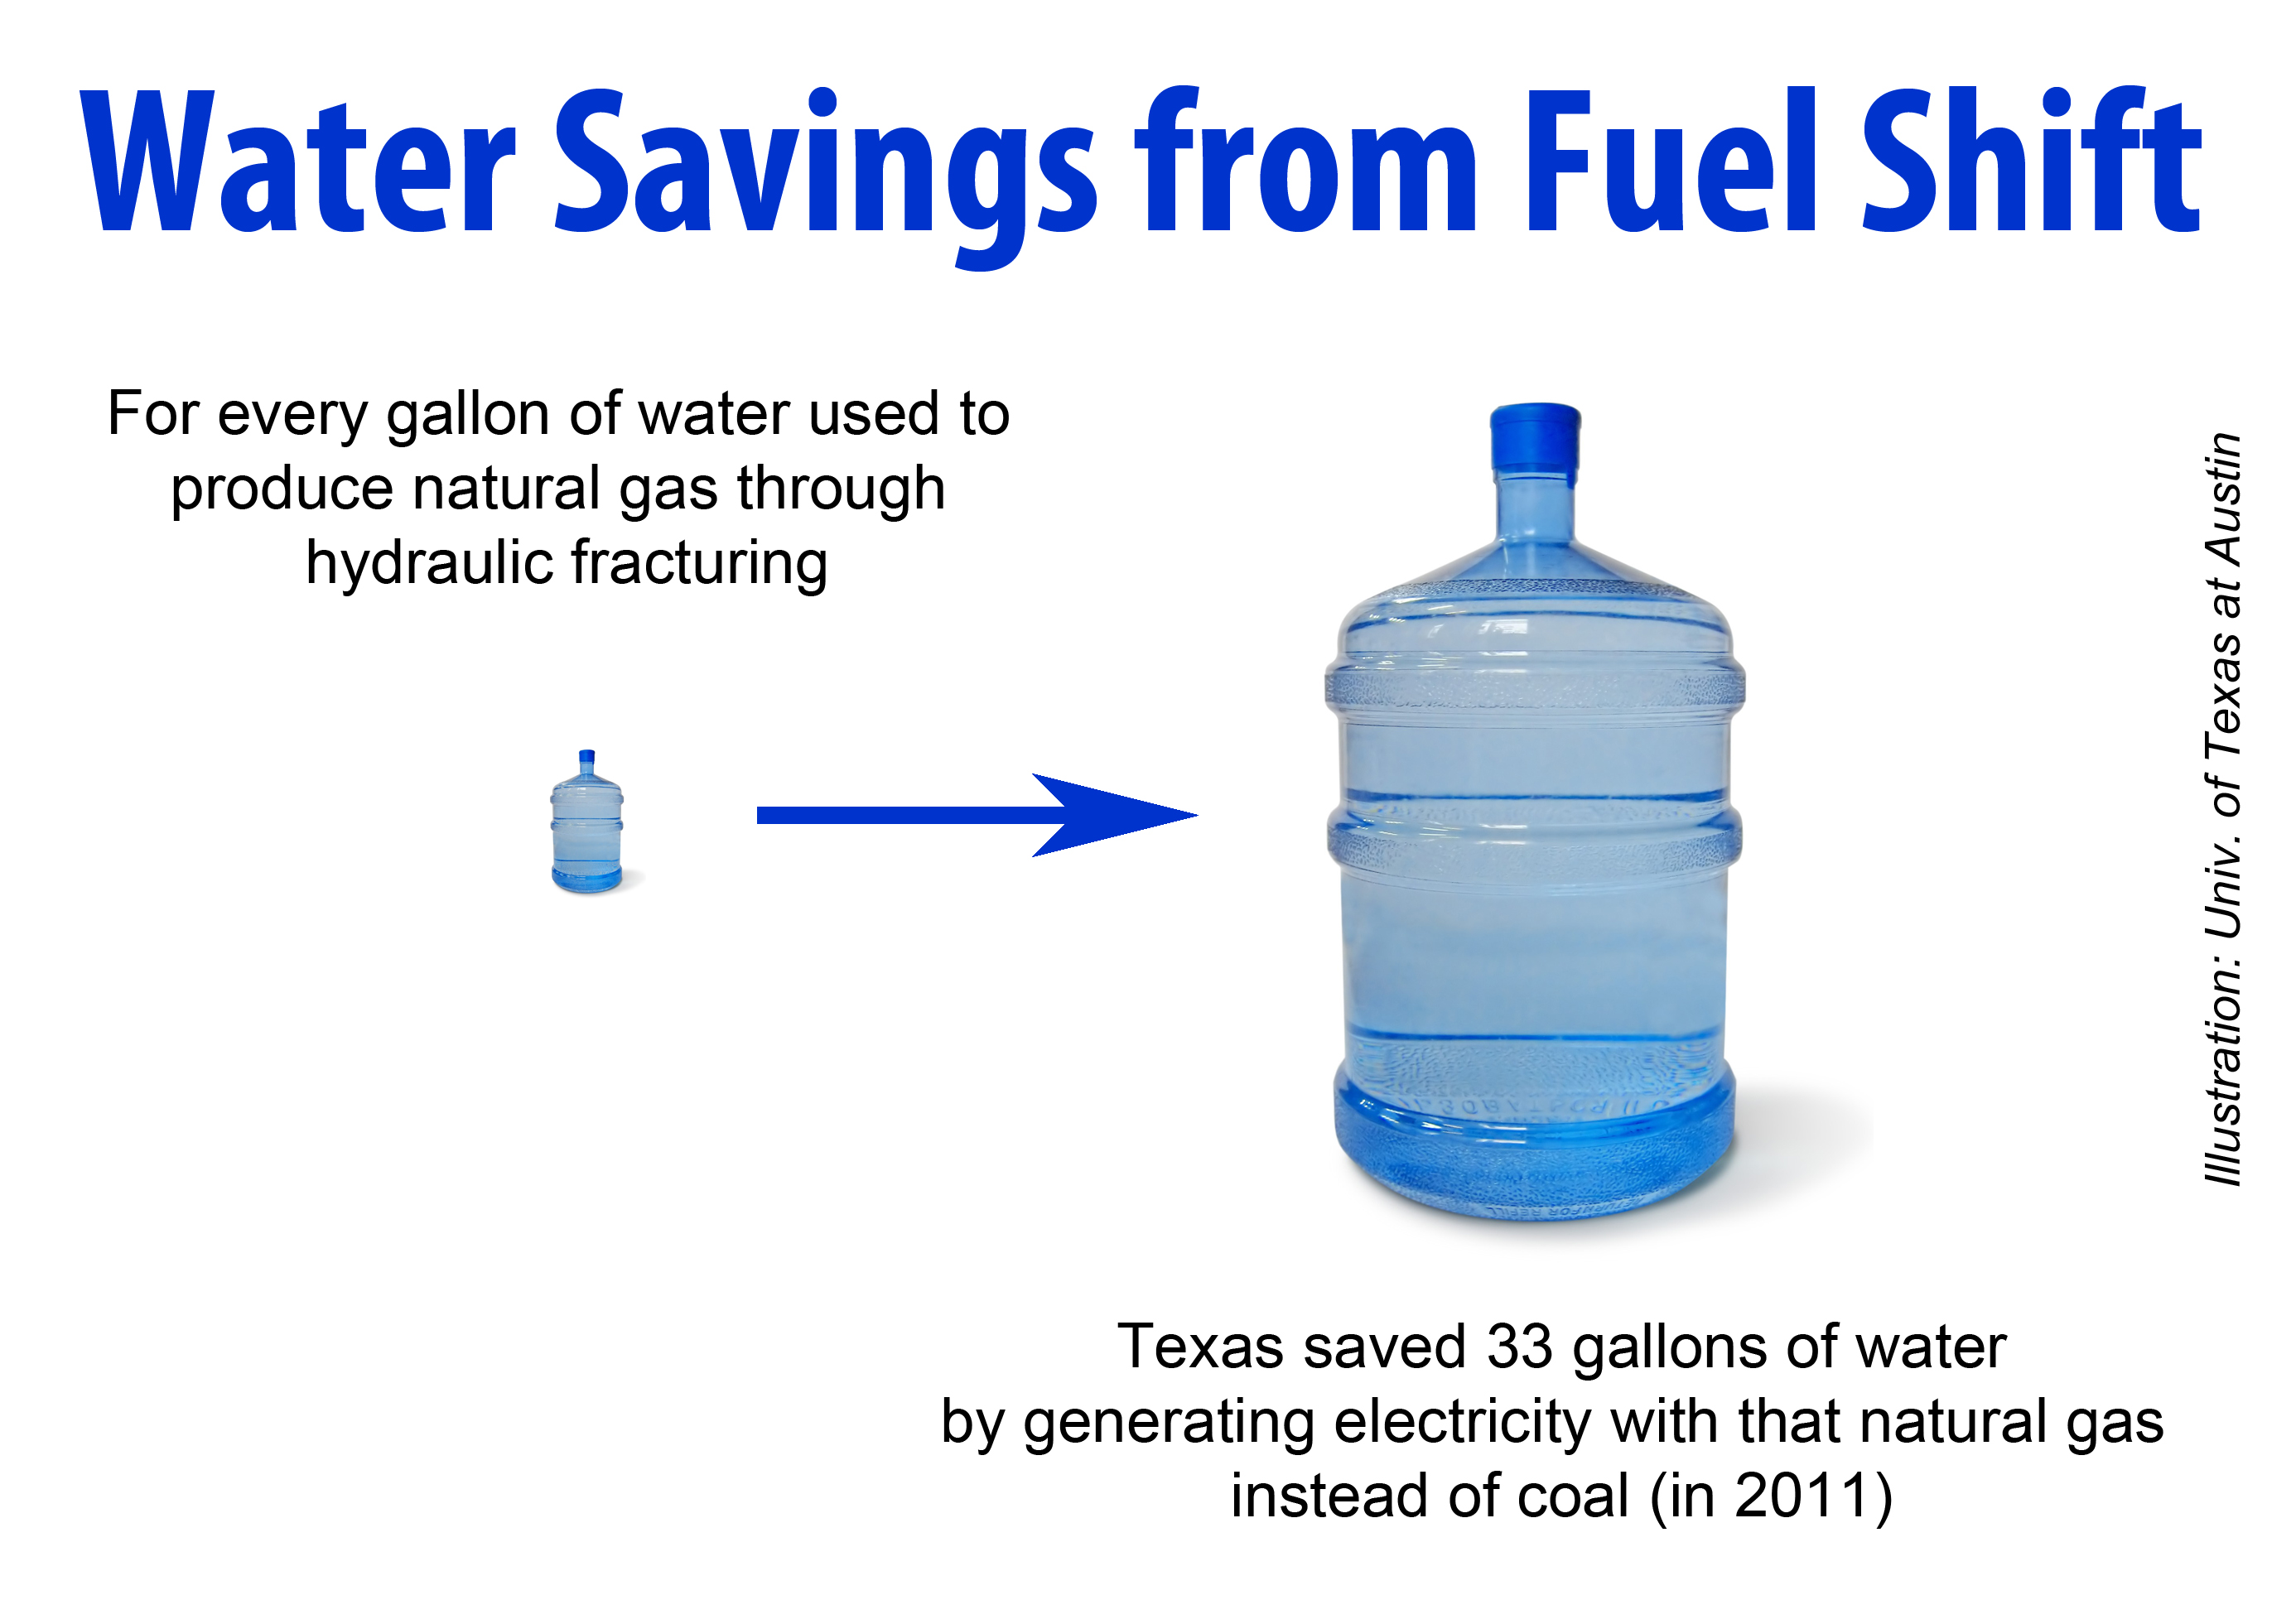 Water Savings from Fuel Shift
For every gallon of water used to
produce natural gas through
hydraulic fracturing
Texas saved 33 gallons of water
by generating electricity with that natural gas
instead of coal (in 2011)
Illustration: Univ. of Texas at Austin